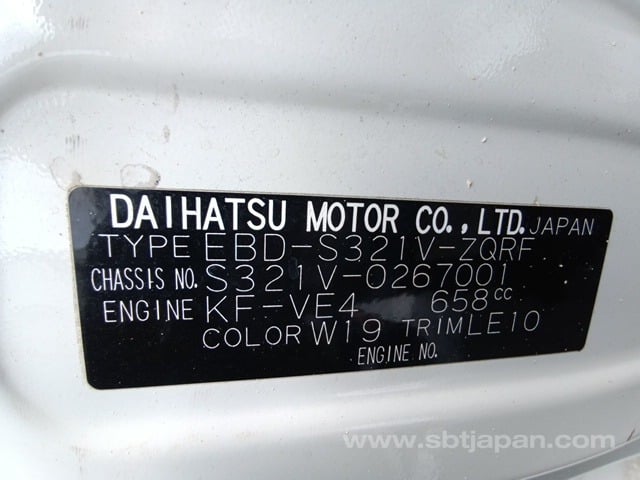 DAIHATSU MOTOR CO., LTD. JAPAN
TYPE EBD-S321V-ZQRF
CHASSIS NO. S321V-0267001
ENGINE KF-VE4 658cc
COLOR W19 TRIM LE10
ENGINE NO.
www.sbtjapan.com